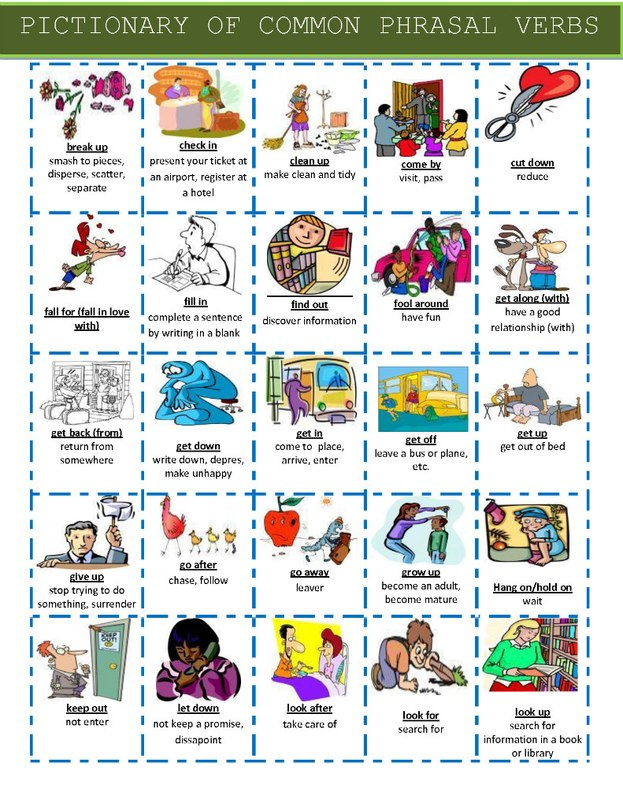 PICTIONARY OF COMMON PHRASAL VERBS
break up
smash to pieces,
disperse, scatter,
separate
check in
present your ticket at
an airport, register at
a hotel
clean up
make clean and tidy
come by
visit, pass
cut down
reduce
fall for (fall in love
with)
fill in
complete a sentence
by writing in a blank
find out
discover information
fool around
have fun
get along (with)
have a good
relationship (with)
get back (from)
return from
somewhere
get down
write down, depres,
make unhappy
get in
come to  place,
arrive, enter
get off
leave a bus or plane,
etc.
get up
get out of bed
give up
stop trying to do
something, surrender
go after
chase, follow
go away
leaver
grow up
become an adult,
become mature
Hang on/hold on
wait
KEEP
OUT!
keep out
not enter
let down
not keep a promise,
dissapoint
look after
take care of
look for
search for
look up
search for
information in a book
or library